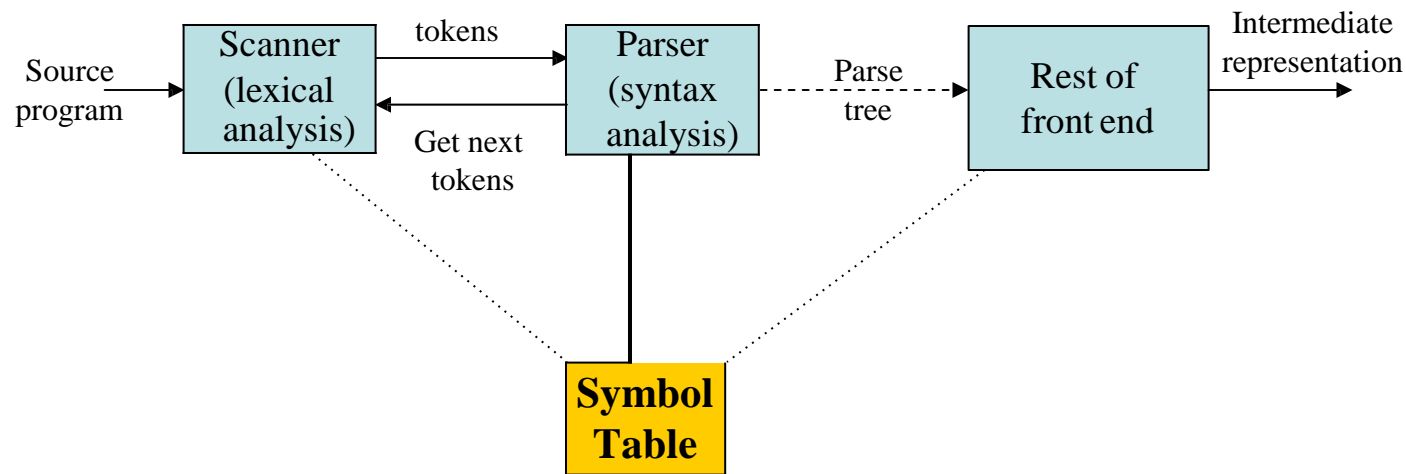 Source
program
Scanner
(lexical
analysis)
tokens
Get next
tokens
Parser
(syntax
analysis)
Parse
tree
Rest of
front end
Intermediate
representation
Symbol
Table